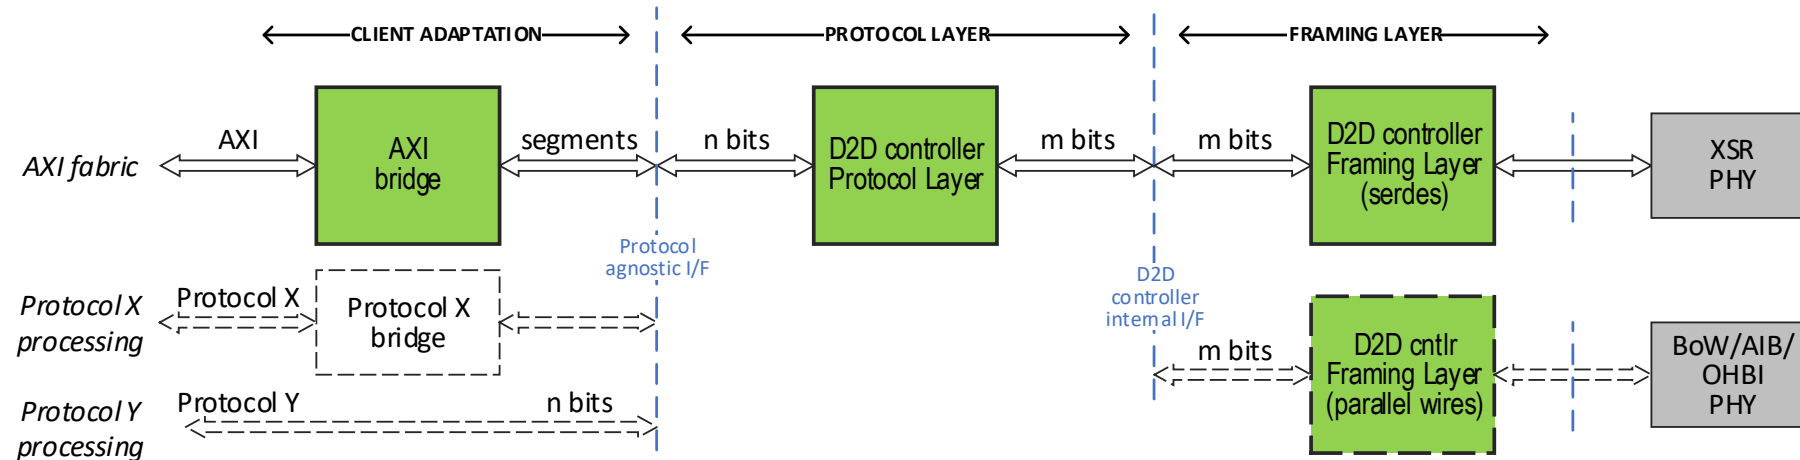 CLIENT ADAPTATION
PROTOCOL LAYER
FRAMING LAYER
AXI fabric
AXI
AXI
bridge
segments
n bits
D2D controller
Protocol Layer
m bits
m bits
D2D controller
Framing Layer
(serdes)
XSR
PHY
Protocol
agnostic I/F
D2D
controller
internal I/F
Protocol X
processing
Protocol X
Protocol X
bridge
m bits
D2D cntlr
Framing Layer
(parallel wires)
BoW/AIB/
OHBI
PHY
Protocol Y
processing
Protocol Y
n bits